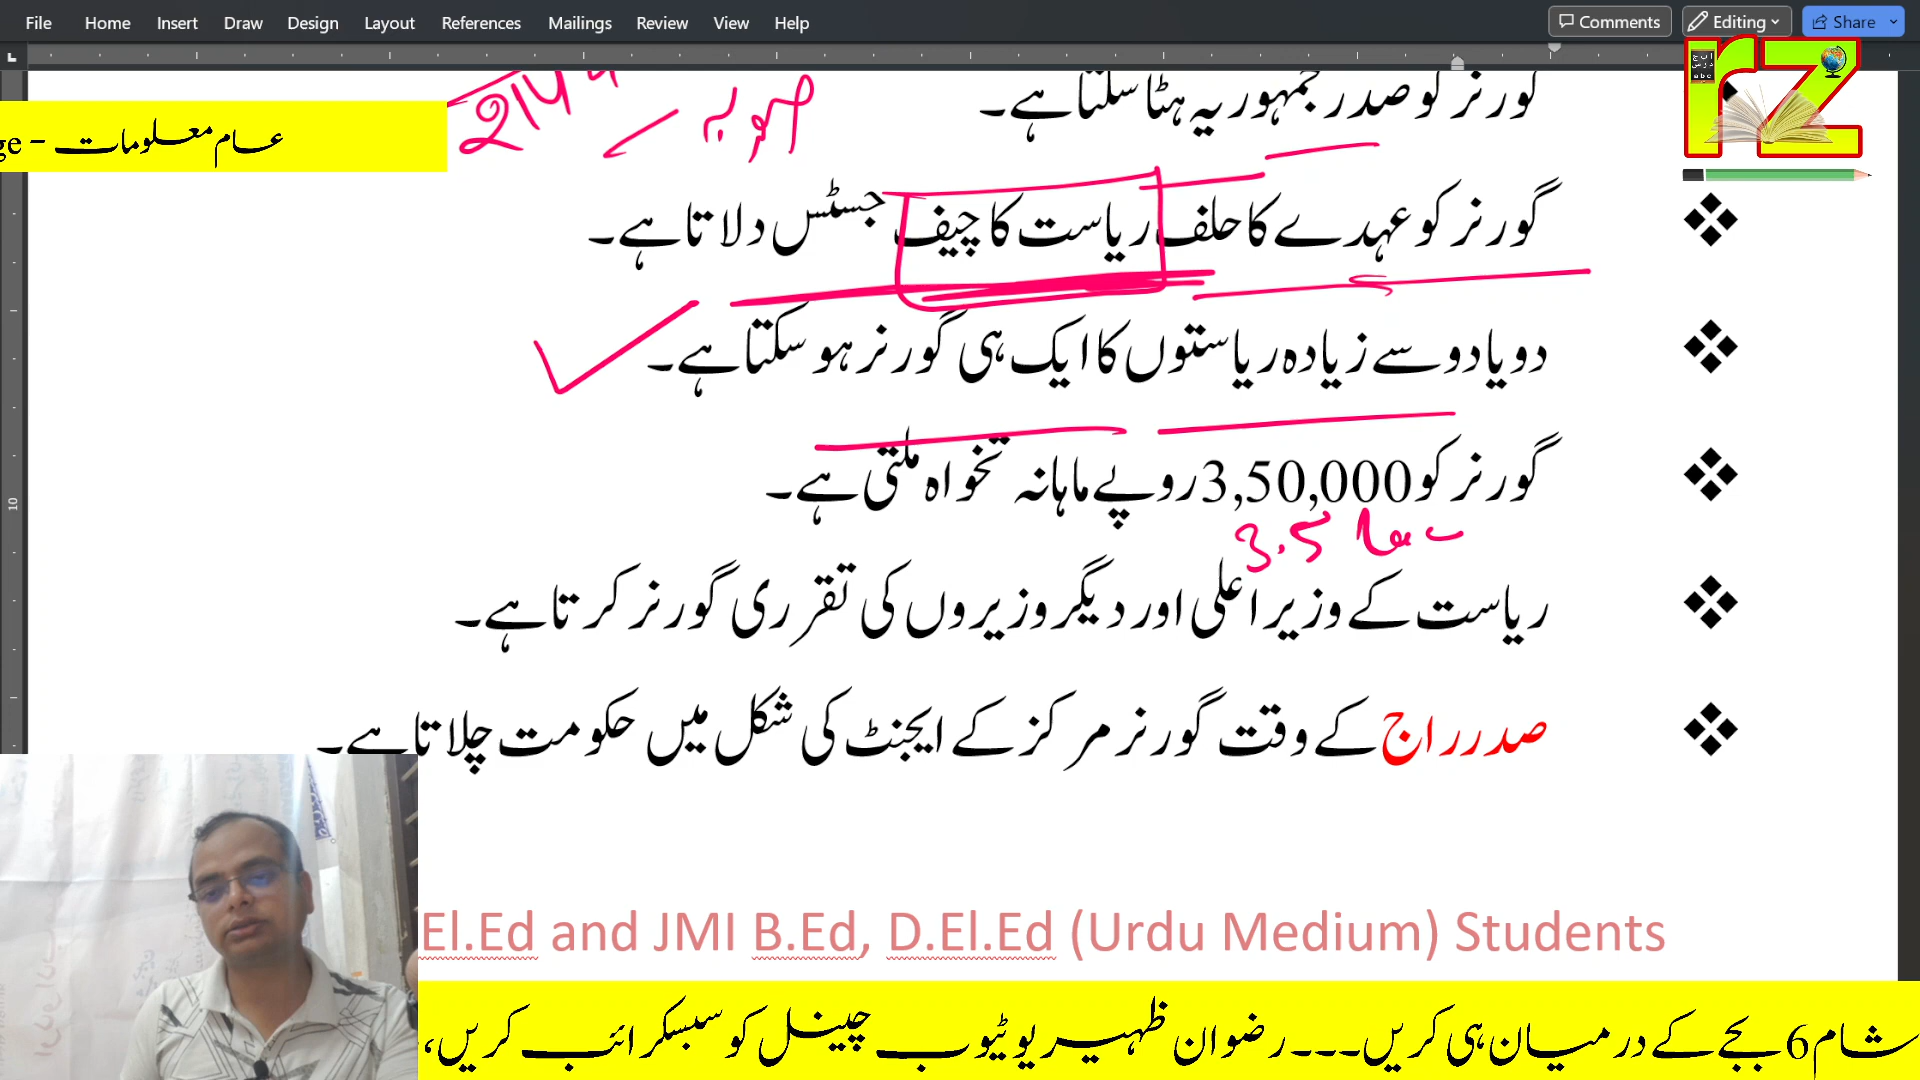 File Home Insert Draw Design Layout References Mailings Review View Help Comments Editing Share
گورنر کو صدر جمہوریہ ہٹا سکتا ہے۔
صوبہ
عام معلومات – ge
گورنر کو عہدے کا حلف ریاست کا چیف جسٹس دلاتا ہے۔
دو یا دو سے زیادہ ریاستوں کا ایک ہی گورنر ہو سکتا ہے۔
گورنر کو 3,50,000 روپے ماہانہ تنخواہ ملتی ہے۔
3.5
ریاست کے وزیر اعلی اور دیگر وزیروں کی تقرری گورنر کرتا ہے۔
صدر راج کے وقت گورنر مرکز کے ایجنٹ کی شکل میں حکومت چلاتا ہے۔
El.Ed and JMI B.Ed, D.El.Ed (Urdu Medium) Students
شام 6 بجے کے درمیان ہی کریں۔۔۔ رضوان ظہیر یوٹیوب چینل کو سبسکرائب کریں،
10